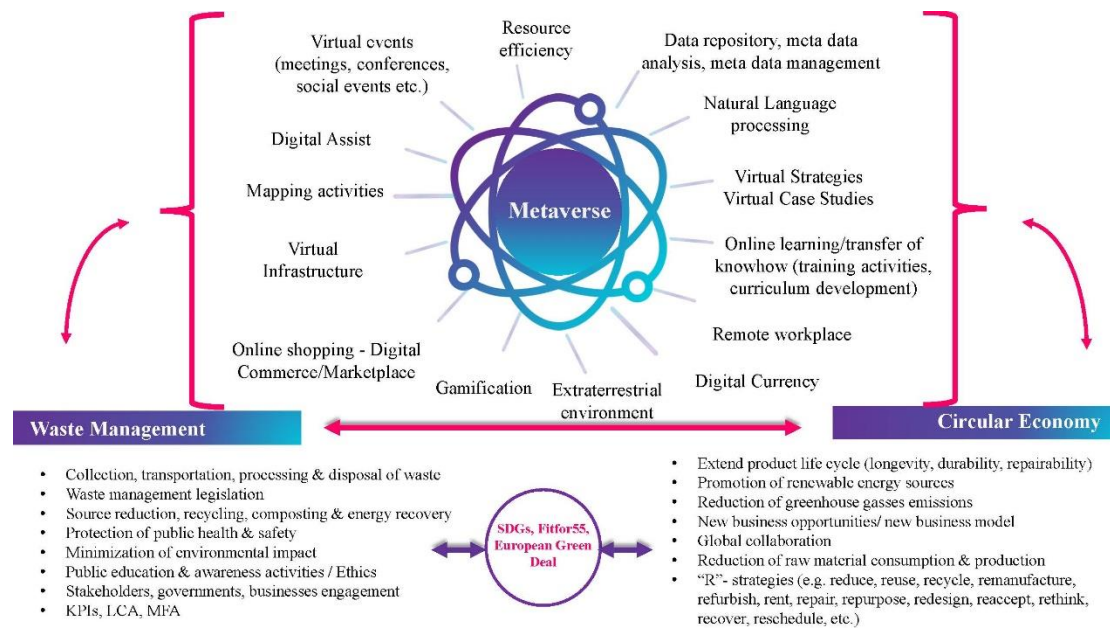 Resource
efficiency
Virtual events
(meetings, conferences,
social events etc.)
Data repository, meta data
analysis, meta data management
Natural Language
processing
Digital Assist
Mapping activities
Virtual Strategies
Virtual Case Studies
Metaverse
Virtual
Infrastructure
Online learning/transfer of
knowhow (training activities,
curriculum development)
Remote workplace
Online shopping - Digital
Commerce/Marketplace
Gamification
Extraterrestrial
environment
Digital Currency
Waste Management
Circular Economy
• Collection, transportation, processing & disposal of waste
• Waste management legislation
• Source reduction, recycling, composting & energy recovery
• Protection of public health & safety
• Minimization of environmental impact
• Public education & awareness activities / Ethics
• Stakeholders, governments, businesses engagement
• KPIs, LCA, MFA
SDGs, Fitfor55,
European Green
Deal
• Extend product life cycle (longevity, durability, repairability)
• Promotion of renewable energy sources
• Reduction of greenhouse gasses emissions
• New business opportunities/ new business model
• Global collaboration
• Reduction of raw material consumption & production
• “R”- strategies (e.g. reduce, reuse, recycle, remanufacture,
refurbish, rent, repair, repurpose, redesign, reaccept, rethink,
recover, reschedule, etc.)